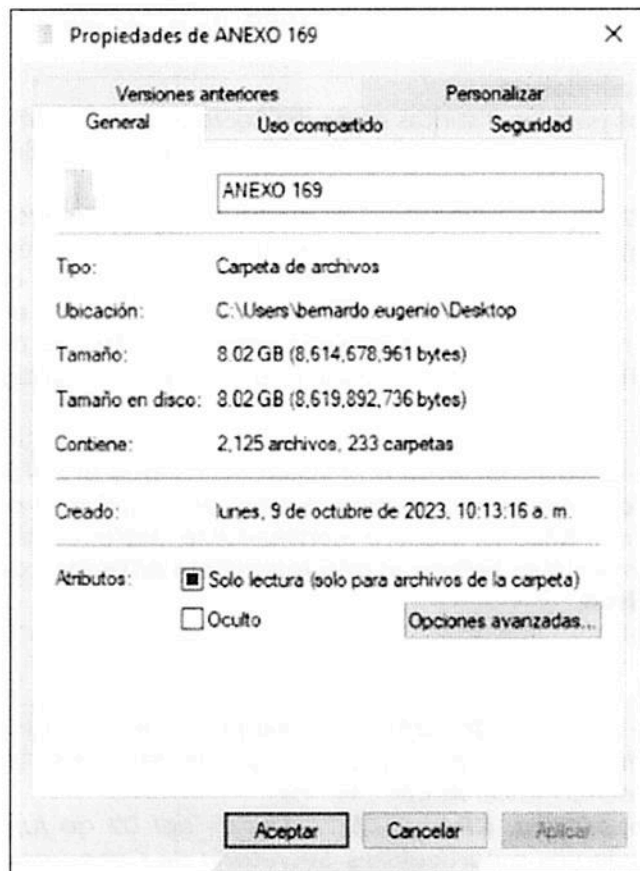 Propiedades de ANEXO 169
Versiones anteriores Personalizar
General Uso compartido Seguridad
ANEXO 169
Tipo: Carpeta de archivos
Ubicación: C:\Users\bernardo.eugenio\Desktop
Tamaño: 8.02 GB (8,614,678,961 bytes)
Tamaño en disco: 8.02 GB (8,619,892,736 bytes)
Contiene: 2,125 archivos, 233 carpetas
Creado: lunes, 9 de octubre de 2023, 10:13:16 a. m.
Atributos: Solo lectura (solo para archivos de la carpeta)
Oculto Opciones avanzadas...
Aceptar Cancelar Aplicar